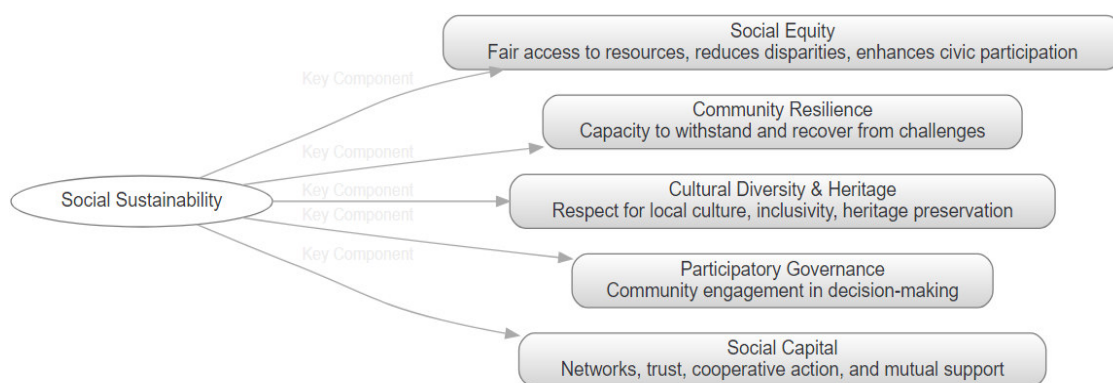 Social Equity
Fair access to resources, reduces disparities, enhances civic participation
Key Component
Community Resilience
Capacity to withstand and recover from challenges
Key Component
Social Sustainability
Key Component
Cultural Diversity & Heritage
Respect for local culture, inclusivity, heritage preservation
Key Component
Participatory Governance
Community engagement in decision-making
Key Component
Social Capital
Networks, trust, cooperative action, and mutual support